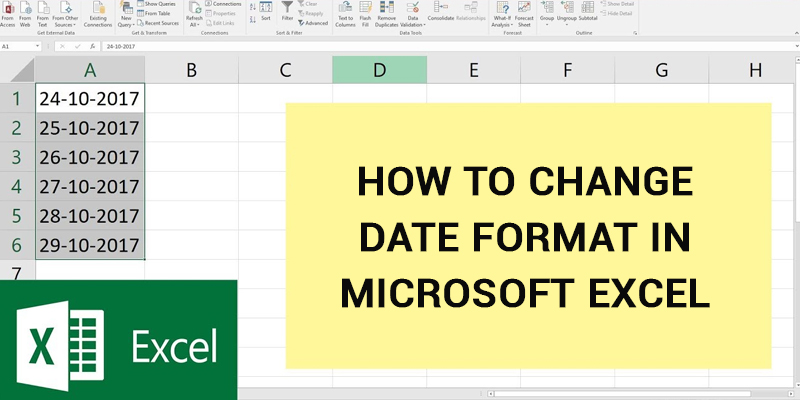 From Access
From Web
From Text
From Other Sources
Existing Connections
New Query
Show Queries
From Table
Recent Sources
Refresh All
Connections
Properties
Edit Links
Sort
Filter
Clear
Reapply
Advanced
Text to Columns
Flash Fill
Remove Duplicates
Data Validation
Consolidate
Relationships
What-If Analysis
Forecast Sheet
Group
Ungroup
Subtotal
Show Detail
Hide Detail
Get External Data
Get & Transform
Connections
Sort & Filter
Data Tools
Forecast
Outline
A1
24-10-2017
A B C D E F G H
1 24-10-2017
2 25-10-2017
3 26-10-2017
4 27-10-2017
5 28-10-2017
6 29-10-2017
7
HOW TO CHANGE
DATE FORMAT IN
MICROSOFT EXCEL
X
Excel